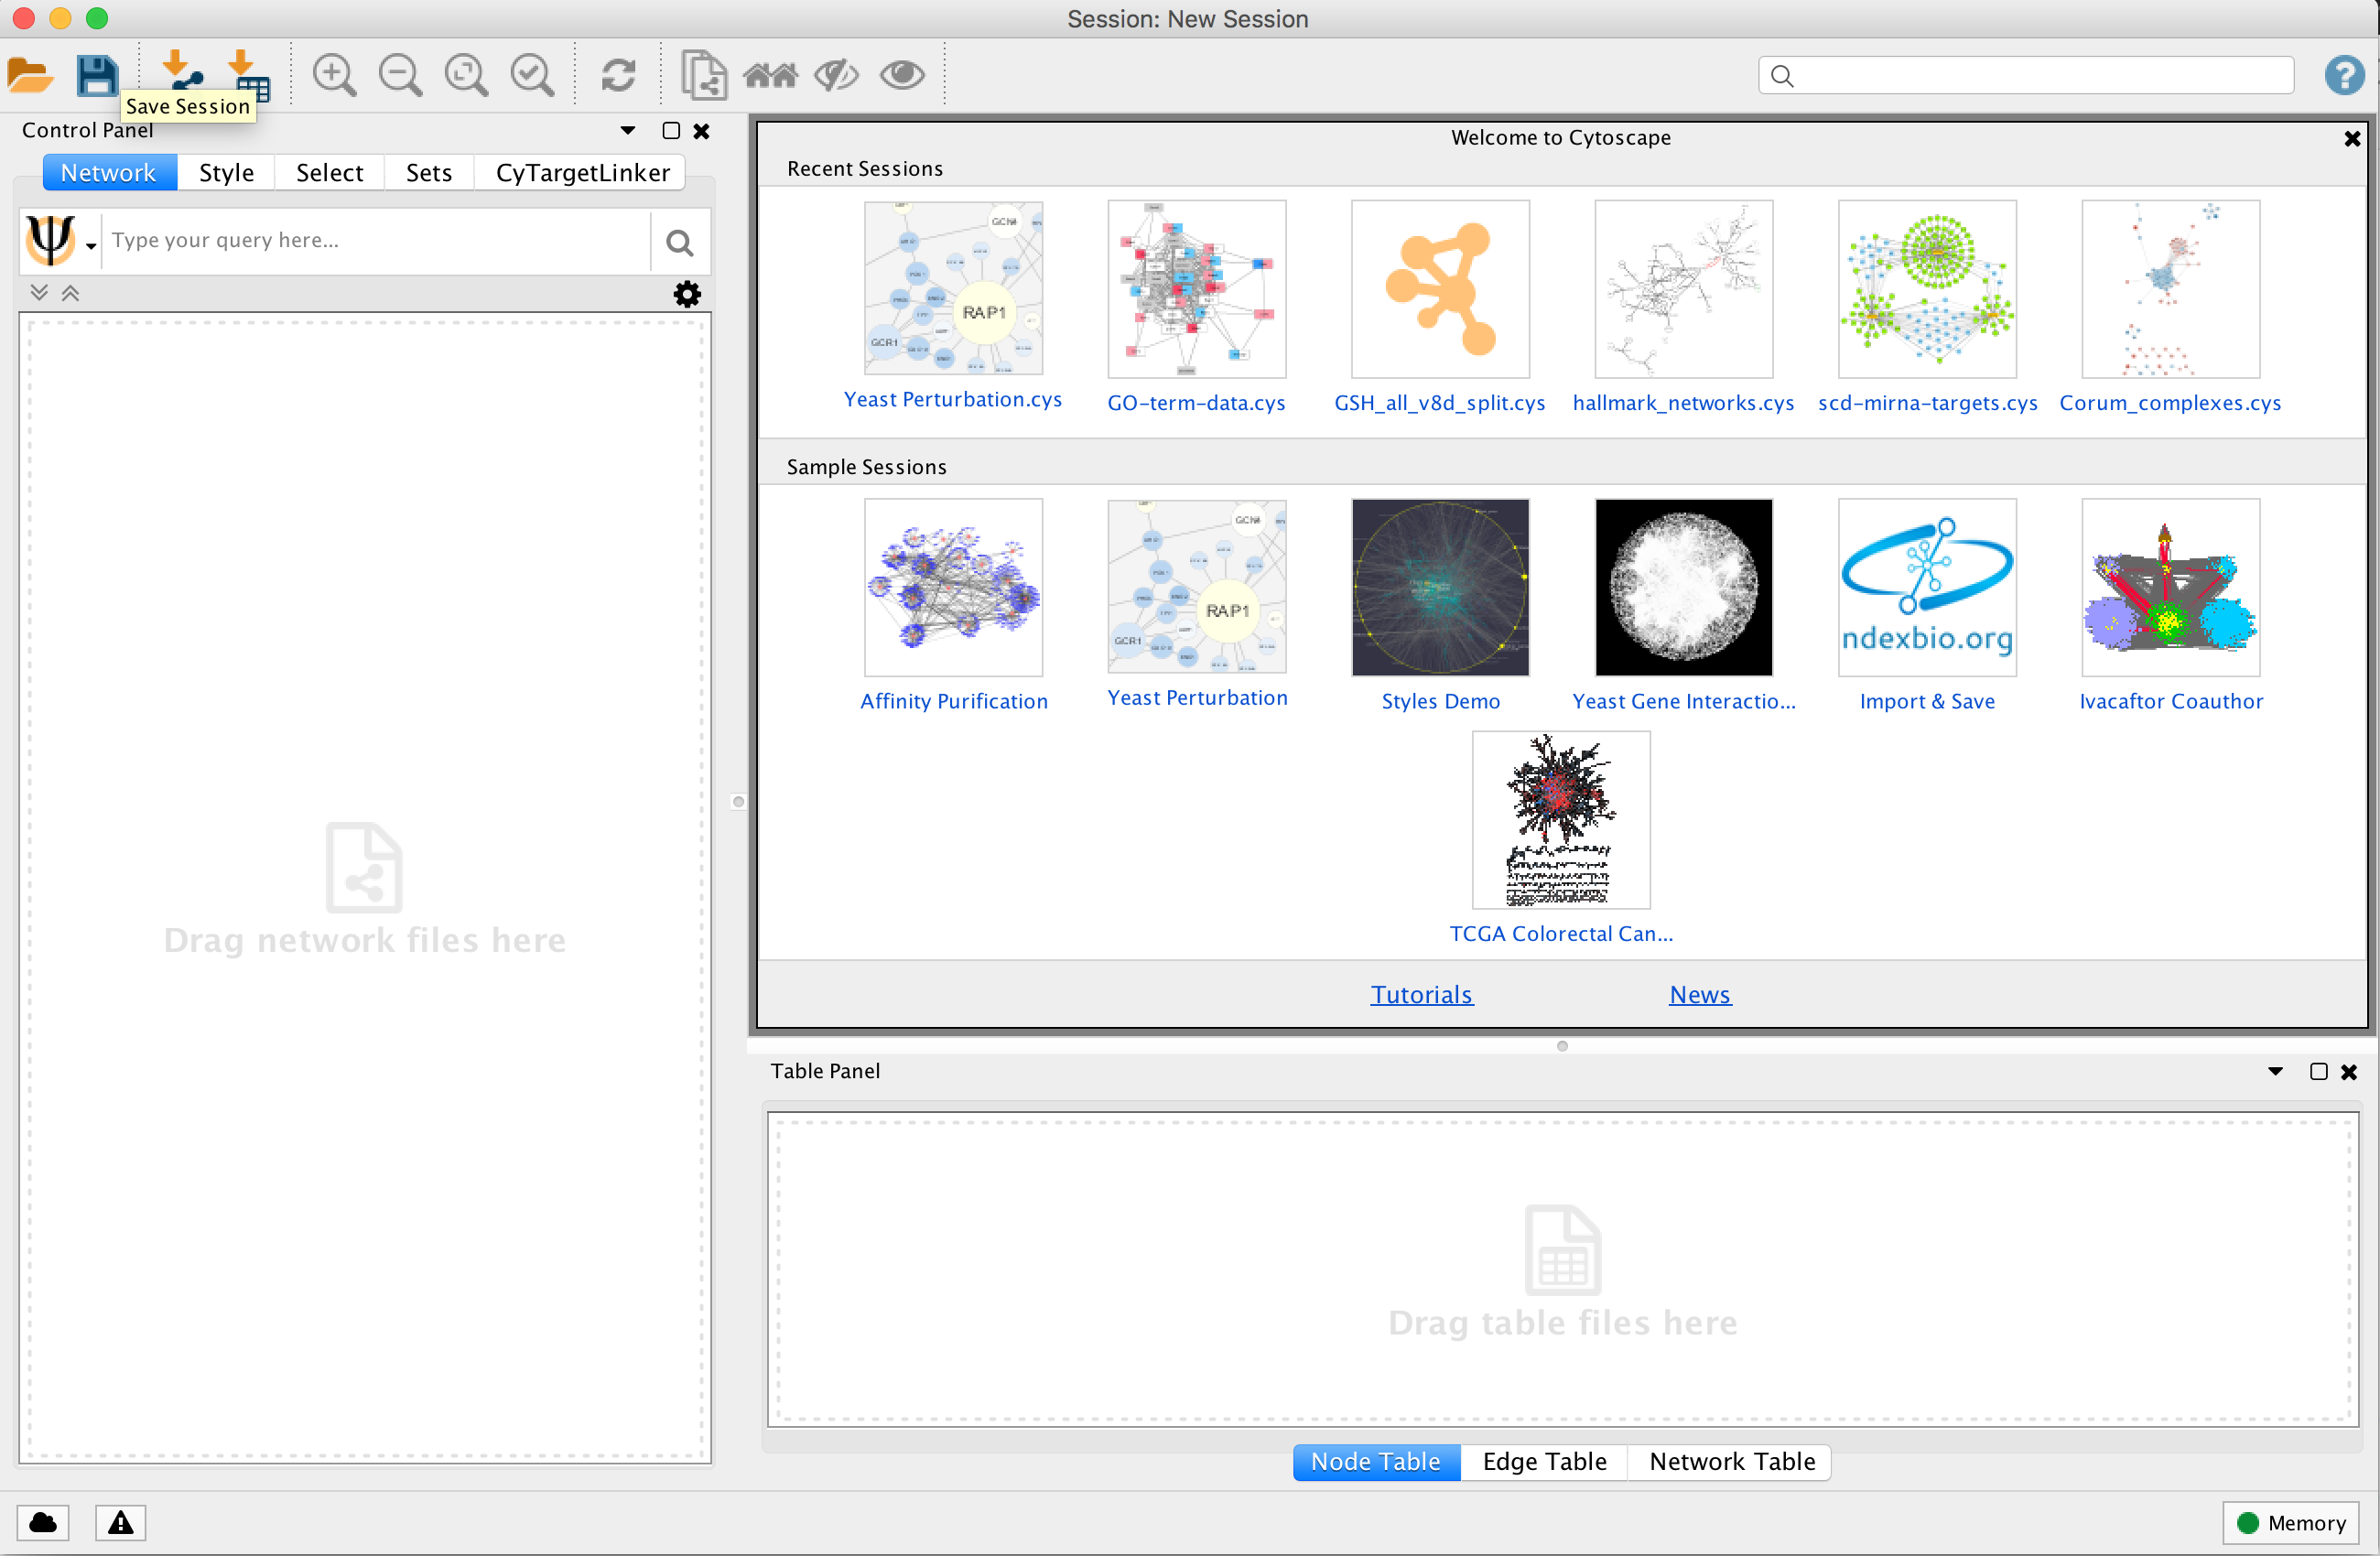 Session: New Session
Save Session
Control Panel
Network Style Select Sets CyTargetLinker
Type your query here...
Drag network files here
Welcome to Cytoscape
Recent Sessions
GCN4
RAP1
GCR1
Yeast Perturbation.cys
GO-term-data.cys
GSH_all_v8d_split.cys
hallmark_networks.cys
scd-mirna-targets.cys
Corum_complexes.cys
Sample Sessions
GCN4
RAP1
GCR1
ndexbio.org
Affinity Purification
Yeast Perturbation
Styles Demo
Yeast Gene Interactio...
Import & Save
Ivacaftor Coauthor
TCGA Colorectal Can...
Tutorials
News
Table Panel
Drag table files here
Node Table Edge Table Network Table
Memory